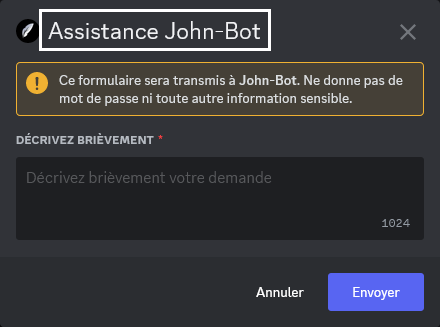 Assistance John-Bot
Ce formulaire sera transmis à John-Bot. Ne donne pas de
mot de passe ni toute autre information sensible.
DÉCRIVEZ BRIÈVEMENT *
Décrivez brièvement votre demande
1024
Annuler
Envoyer